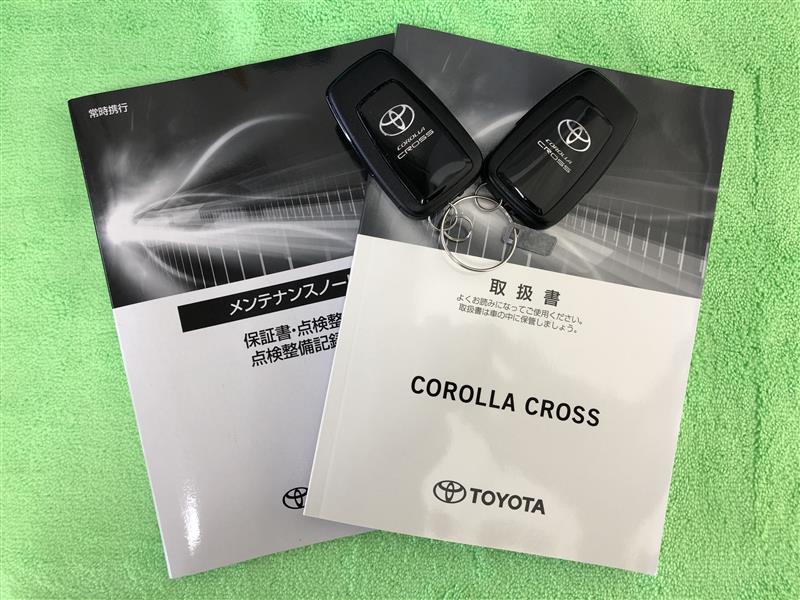 常時携行
メンテナンスノー
保証書・点検整
点検整備記録
TOYOTA
COROLLA
CROSS
COROLLA
CROSS
取扱書
よくお読みになってご使用ください。
取扱書は車の中に保管しましょう。
COROLLA CROSS
TOYOTA